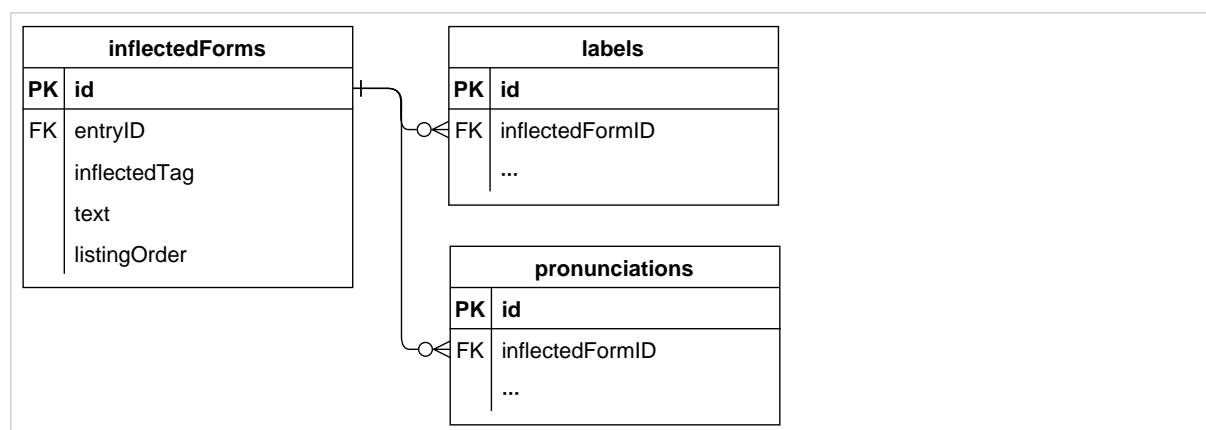 inflectedForms
PK id
FK entryID
inflectedTag
text
listingOrder
labels
PK id
FK inflectedFormID
...
pronunciations
PK id
FK inflectedFormID
...